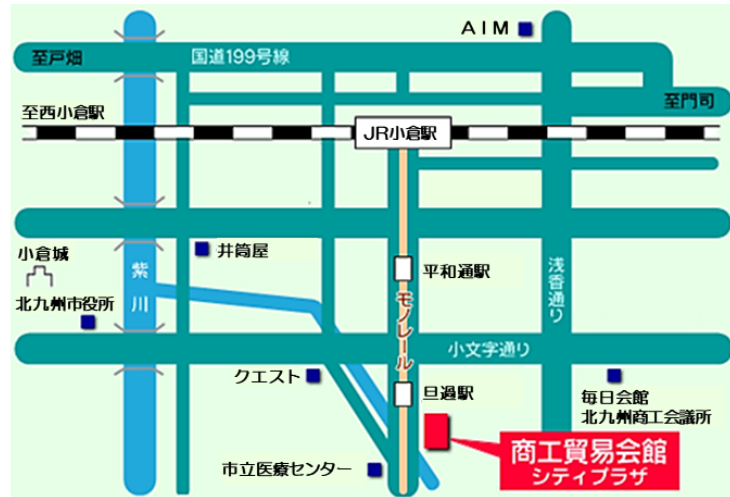 AIM
国道199号線
至戸畑
至門司
至西小倉駅
JR小倉駅
小倉城
井筒屋
平和通駅
浅香通り
紫川
北九州市役所
モノレール
小文字通り
クエスト
旦過駅
毎日会館
北九州商工会議所
商工貿易会館
シティプラザ
市立医療センター